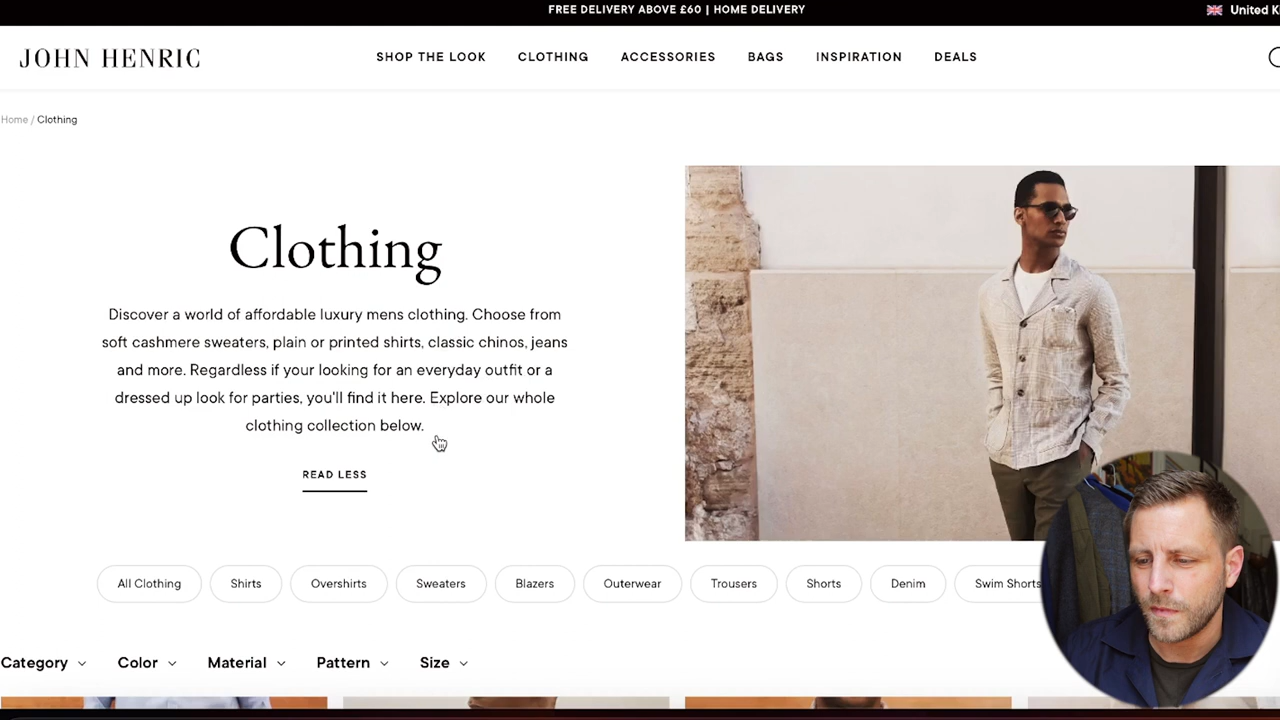 FREE DELIVERY ABOVE £60 | HOME DELIVERY
United K
JOHN HENRIC
SHOP THE LOOK CLOTHING ACCESSORIES BAGS INSPIRATION DEALS
Home / Clothing
Clothing
Discover a world of affordable luxury mens clothing. Choose from
soft cashmere sweaters, plain or printed shirts, classic chinos, jeans
and more. Regardless if your looking for an everyday outfit or a
dressed up look for parties, you'll find it here. Explore our whole
clothing collection below.
READ LESS
All Clothing Shirts Overshirts Sweaters Blazers Outerwear Trousers Shorts Denim Swim Shorts
Category Color Material Pattern Size